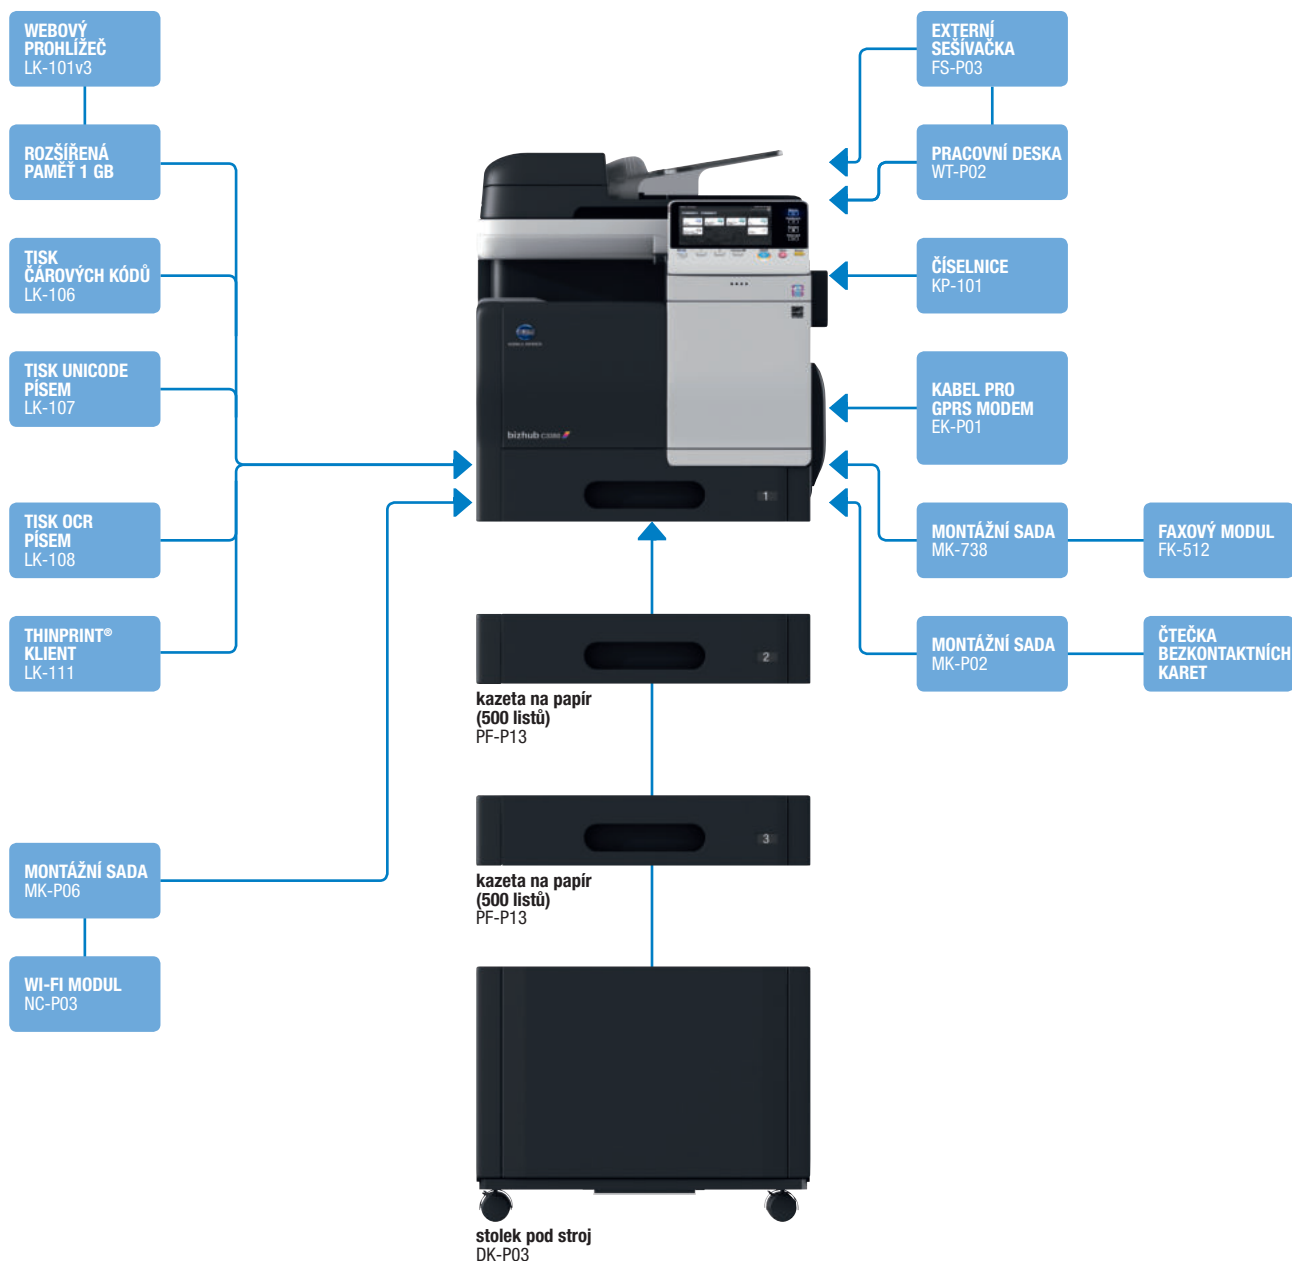 WEBOVÝ
PROHLÍŽEČ
LK-101v3
ROZŠÍŘENÁ
PAMĚŤ 1 GB
TISK
ČÁROVÝCH KÓDŮ
LK-106
TISK UNICODE
PÍSEM
LK-107
TISK OCR
PÍSEM
LK-108
THINPRINT®
KLIENT
LK-111
MONTÁŽNÍ SADA
MK-P06
WI-FI MODUL
NC-P03
KONICA MINOLTA
bizhub
1
2
kazeta na papír
(500 listů)
PF-P13
3
kazeta na papír
(500 listů)
PF-P13
stolek pod stroj
DK-P03
EXTERNÍ
SEŠÍVAČKA
FS-P03
PRACOVNÍ DESKA
WT-P02
ČÍSELNICE
KP-101
KABEL PRO
GPRS MODEM
EK-P01
MONTÁŽNÍ SADA
MK-738
FAXOVÝ MODUL
FK-512
MONTÁŽNÍ SADA
MK-P02
ČTEČKA
BEZKONTAKTNÍCH
KARET